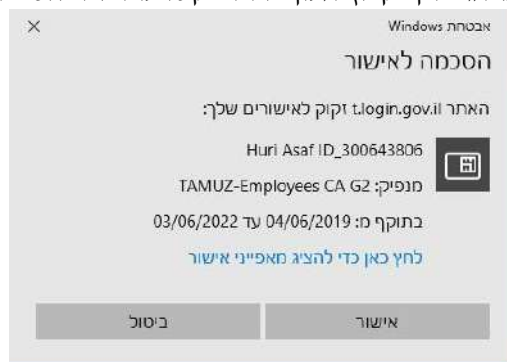 אבטחת Windows
הסכמה לאישור
האתר t.login.gov.il זקוק לאישורים שלך:
Huri Asaf ID_300643806
מנפיק: TAMUZ-Employees CA G2
בתוקף מ: 04/06/2019 עד 03/06/2022
לחץ כאן כדי להציג מאפייני אישור
אישור
ביטול